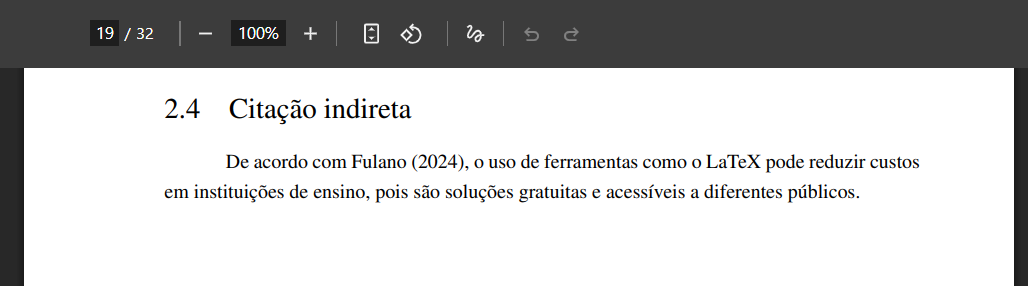 19 / 32 100%
2.4 Citação indireta
De acordo com Fulano (2024), o uso de ferramentas como o LaTeX pode reduzir custos
em instituições de ensino, pois são soluções gratuitas e acessíveis a diferentes públicos.